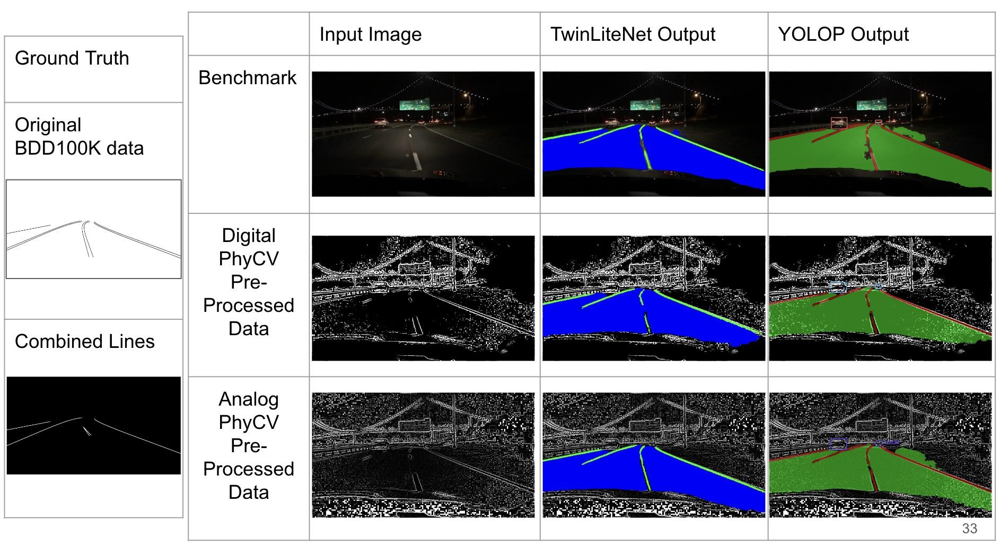 Ground Truth
Original
BDD100K data
Combined Lines
Input Image
TwinLiteNet Output
YOLOP Output
Benchmark
Digital
PhyCV
Pre-
Processed
Data
Analog
PhyCV
Pre-
Processed
Data
33